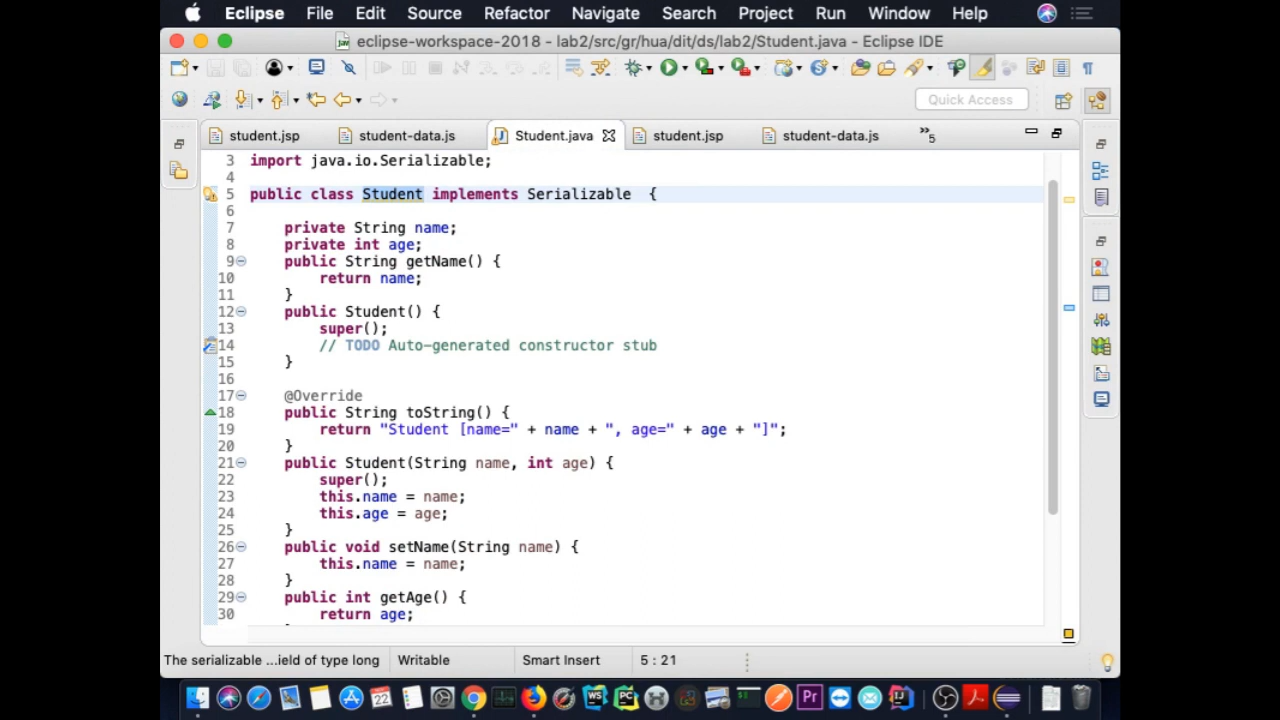 Eclipse File Edit Source Refactor Navigate Search Project Run Window Help
eclipse-workspace-2018 - lab2/src/gr/hua/dit/ds/lab2/Student.java - Eclipse IDE
Quick Access
student.jsp student-data.js Student.java student.jsp student-data.js »5
3 import java.io.Serializable;
4
5 public class Student implements Serializable {
6
7 private String name;
8 private int age;
9 public String getName() {
10 return name;
11 }
12 public Student() {
13 super();
14 // TODO Auto-generated constructor stub
15 }
16
17 @Override
18 public String toString() {
19 return "Student [name=" + name + ", age=" + age + "]";
20 }
21 public Student(String name, int age) {
22 super();
23 this.name = name;
24 this.age = age;
25 }
26 public void setName(String name) {
27 this.name = name;
28 }
29 public int getAge() {
30 return age;
The serializable ...ield of type long Writable Smart Insert 5 : 21
22 WS PC Pr